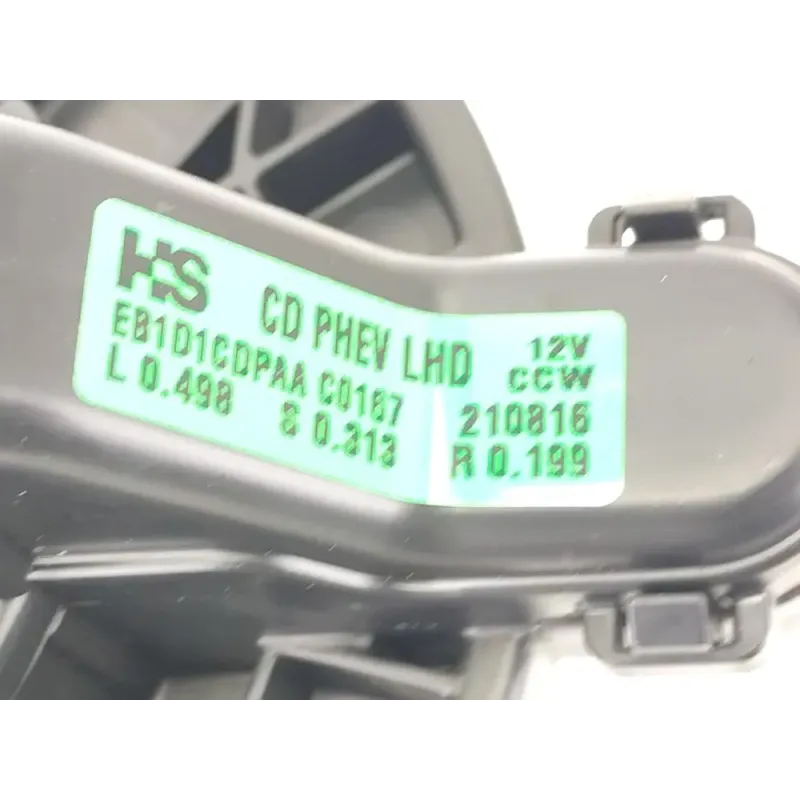 HS CD PHEV LHD 12V
EB1D1CDPAA C0187 CCW
L 0.498 S 0.313 210816
R 0.199